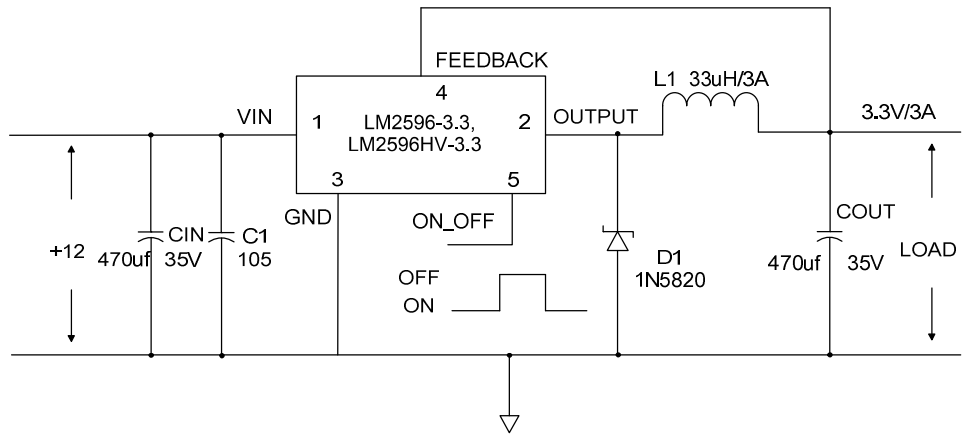 FEEDBACK
L1 33uH/3A
4
VIN
1
LM2596-3.3,
LM2596HV-3.3
2
OUTPUT
3.3V/3A
3
5
GND
ON_OFF
+12
CIN
470uf 35V
C1
105
OFF
ON
D1
1N5820
COUT
470uf 35V
LOAD